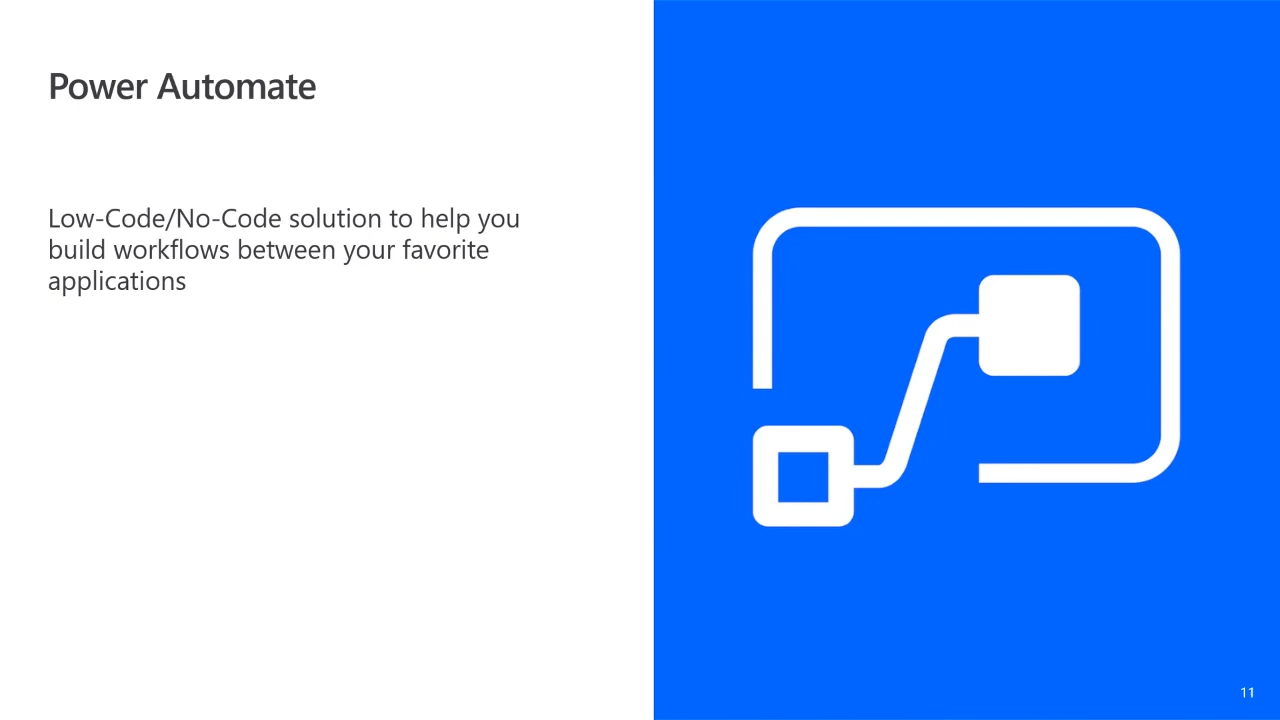 Power Automate
Low-Code/No-Code solution to help you
build workflows between your favorite
applications
11